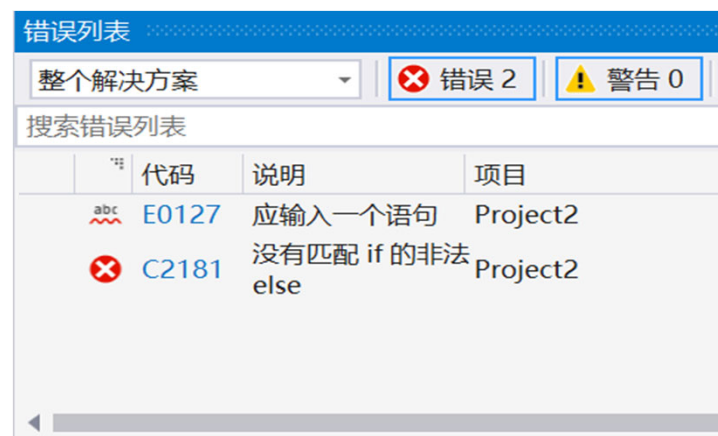 错误列表
整个解决方案
错误 2
警告 0
搜索错误列表
代码 说明 项目
abc E0127 应输入一个语句 Project2
C2181 没有匹配 if 的非法 Project2
else